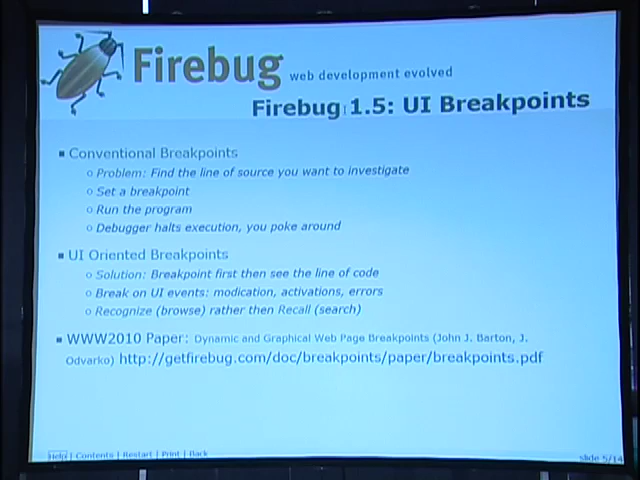 Firebug web development evolved
Firebug 1.5: UI Breakpoints
Conventional Breakpoints
Problem: Find the line of source you want to investigate
Set a breakpoint
Run the program
Debugger halts execution, you poke around
UI Oriented Breakpoints
Solution: Breakpoint first then see the line of code
Break on UI events: modication, activations, errors
Recognize (browse) rather then Recall (search)
WWW2010 Paper: Dynamic and Graphical Web Page Breakpoints (John J. Barton, J.
Odvarko) http://getfirebug.com/doc/breakpoints/paper/breakpoints.pdf
Help | Contents | Restart | Print | Back
slide 5/14